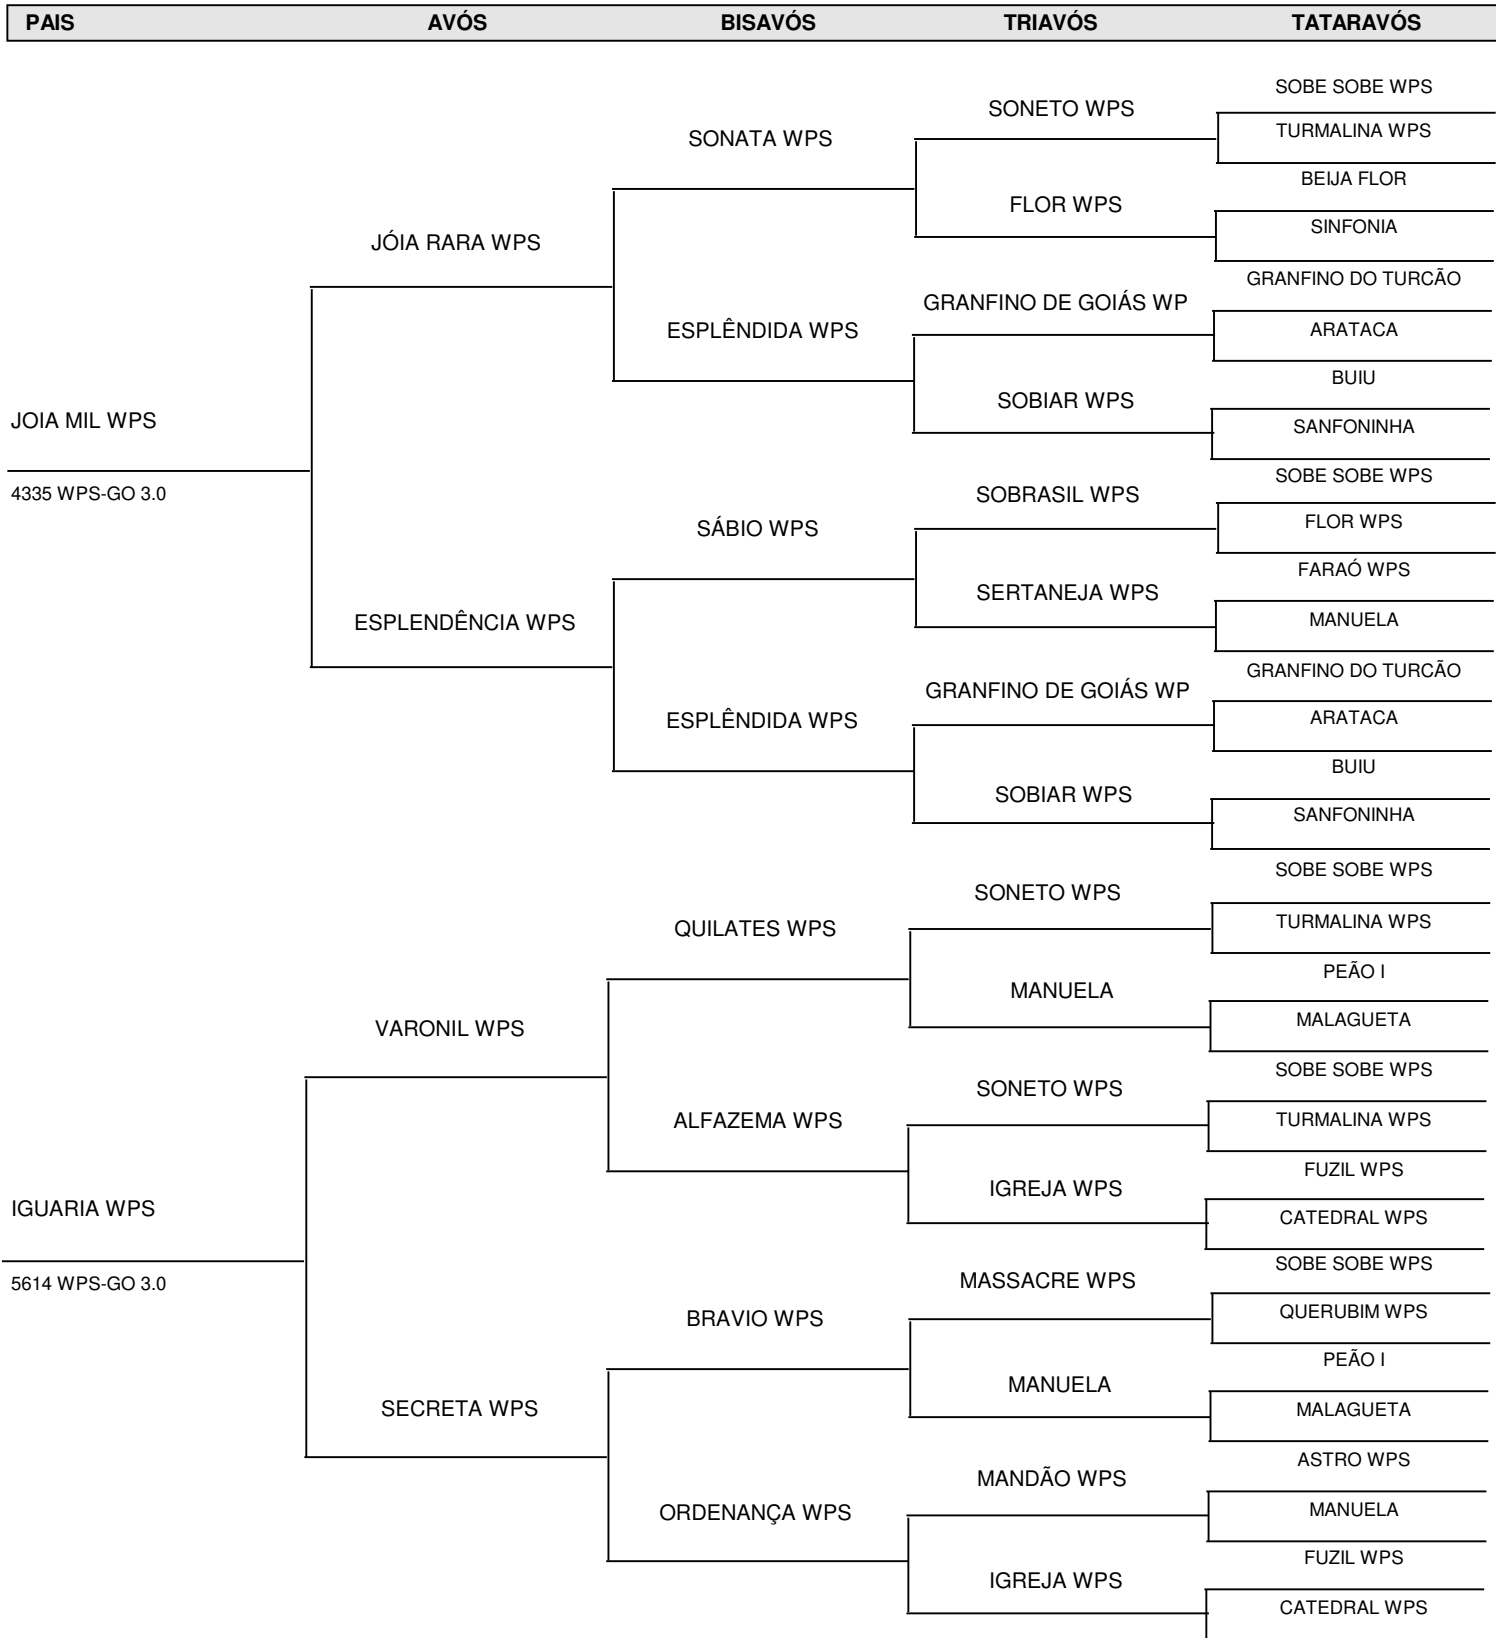 PAIS AVÓS BISAVÓS TRIAVÓS TATARAVÓS
SOBE SOBE WPS
SONETO WPS
TURMALINA WPS
SONATA WPS
BEIJA FLOR
FLOR WPS
SINFONIA
JÓIA RARA WPS
GRANFINO DO TURCÃO
GRANFINO DE GOIÁS WP
ARATACA
ESPLÊNDIDA WPS
BUIU
SOBIAR WPS
SANFONINHA
JOIA MIL WPS
4335 WPS-GO 3.0
SOBE SOBE WPS
SOBRASIL WPS
FLOR WPS
SÁBIO WPS
FARAÓ WPS
SERTANEJA WPS
MANUELA
ESPLENDÊNCIA WPS
GRANFINO DO TURCÃO
GRANFINO DE GOIÁS WP
ARATACA
ESPLÊNDIDA WPS
BUIU
SOBIAR WPS
SANFONINHA
SOBE SOBE WPS
SONETO WPS
TURMALINA WPS
QUILATES WPS
PEÃO I
MANUELA
MALAGUETA
VARONIL WPS
SOBE SOBE WPS
SONETO WPS
TURMALINA WPS
ALFAZEMA WPS
FUZIL WPS
IGREJA WPS
CATEDRAL WPS
IGUARIA WPS
5614 WPS-GO 3.0
SOBE SOBE WPS
MASSACRE WPS
QUERUBIM WPS
BRAVIO WPS
PEÃO I
MANUELA
MALAGUETA
SECRETA WPS
ASTRO WPS
MANDÃO WPS
MANUELA
ORDENANÇA WPS
FUZIL WPS
IGREJA WPS
CATEDRAL WPS